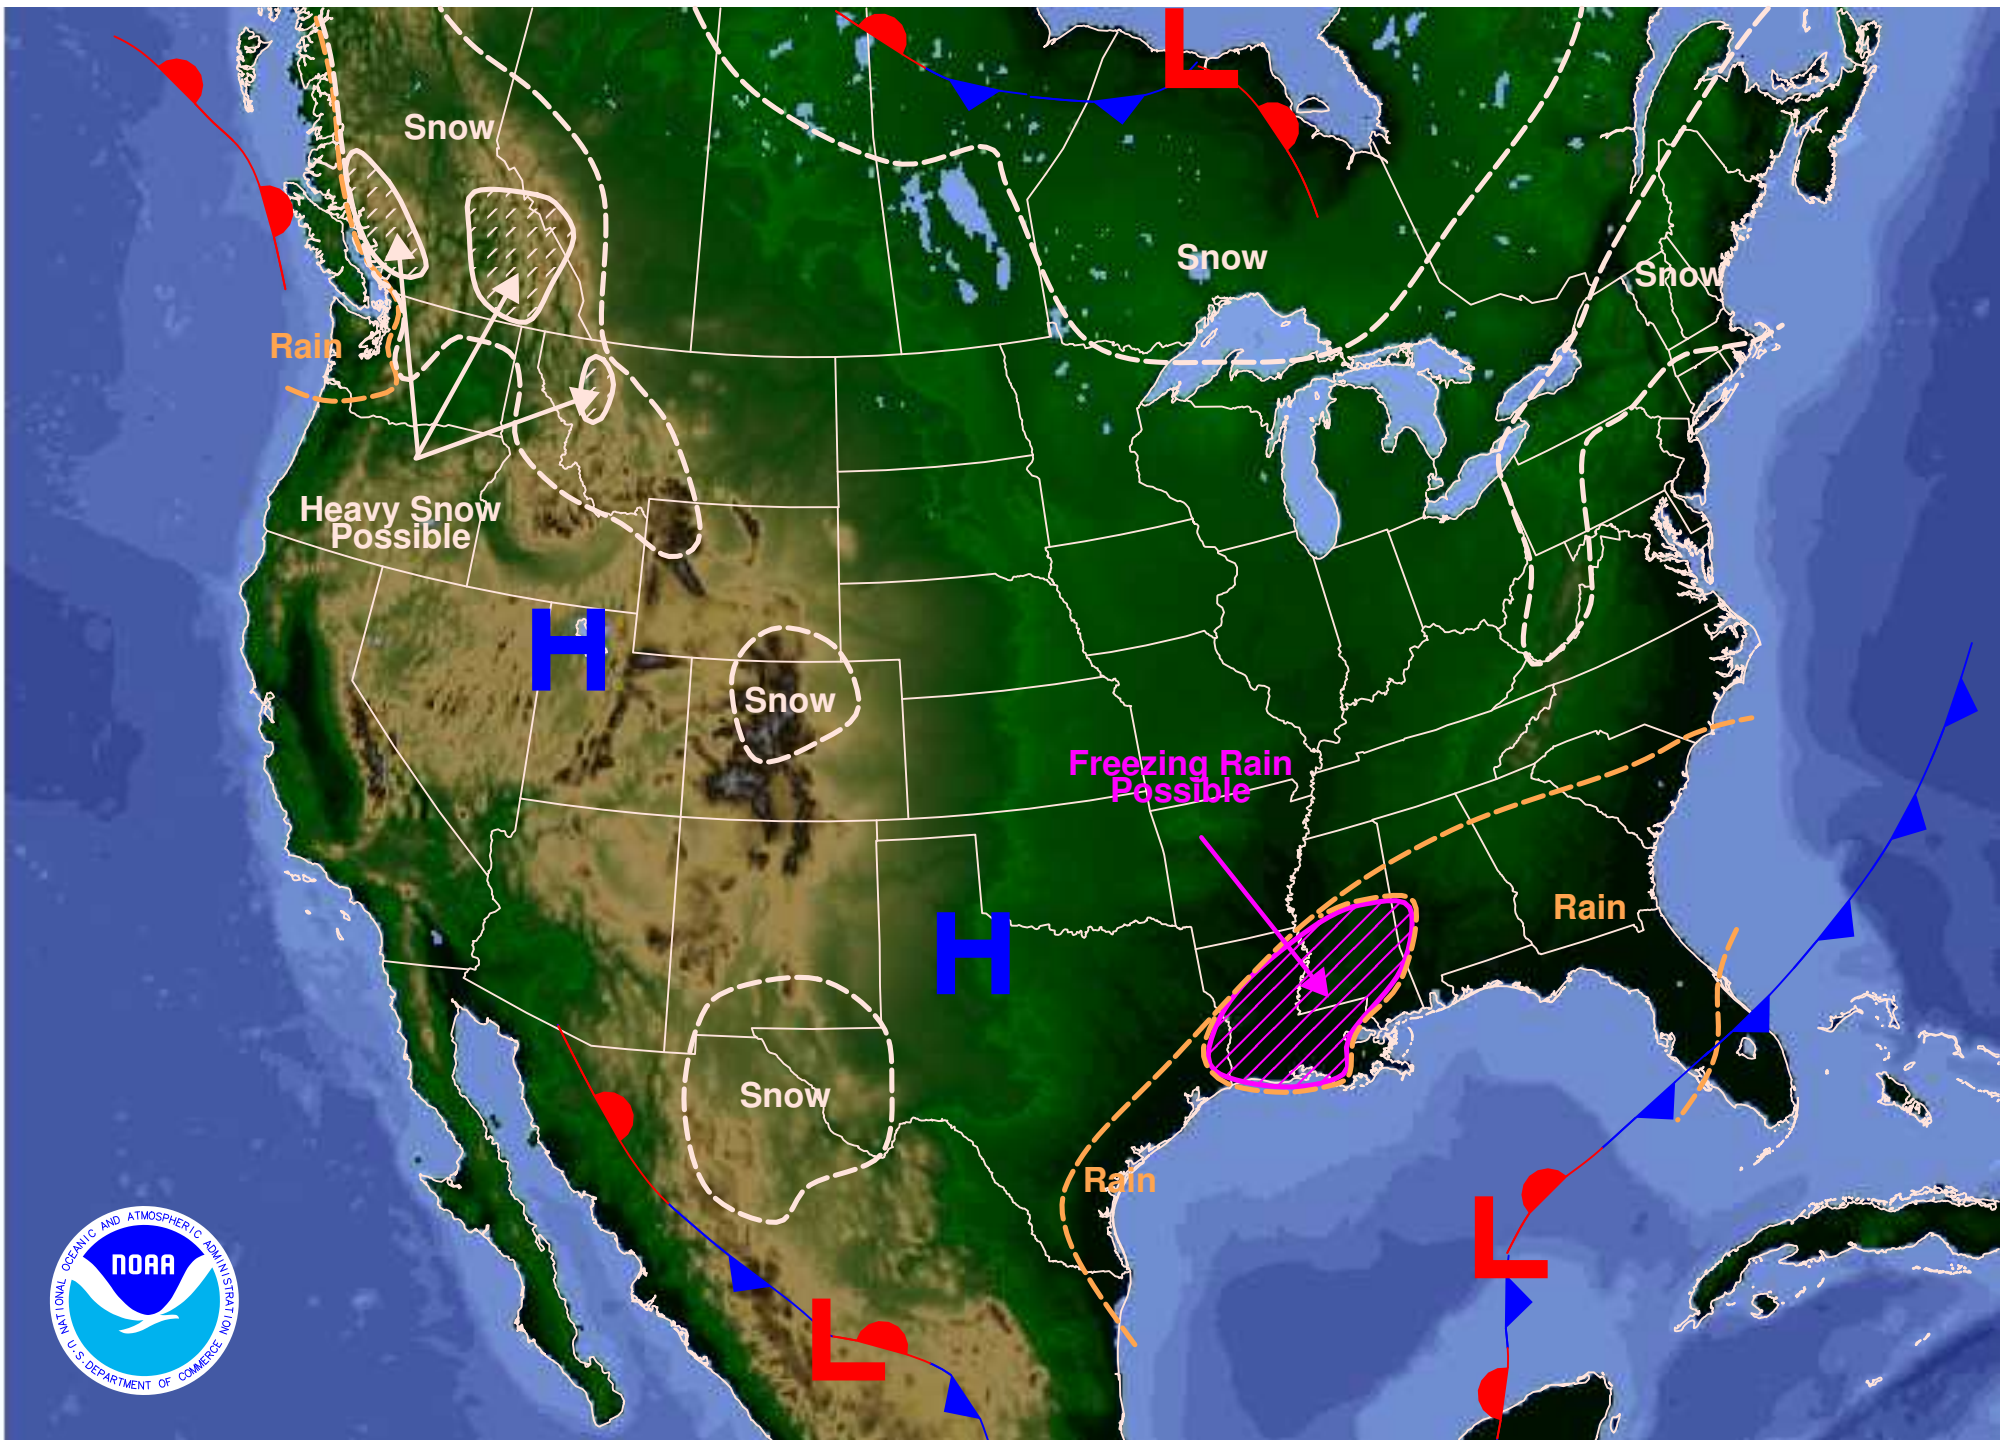 L
Snow
Snow
Snow
Rain
Heavy Snow
Possible
H
Snow
Freezing Rain
Possible
H
Rain
Snow
Rain
L
L
NATIONAL OCEANIC AND ATMOSPHERIC ADMINISTRATION
NOAA
U.S. DEPARTMENT OF COMMERCE